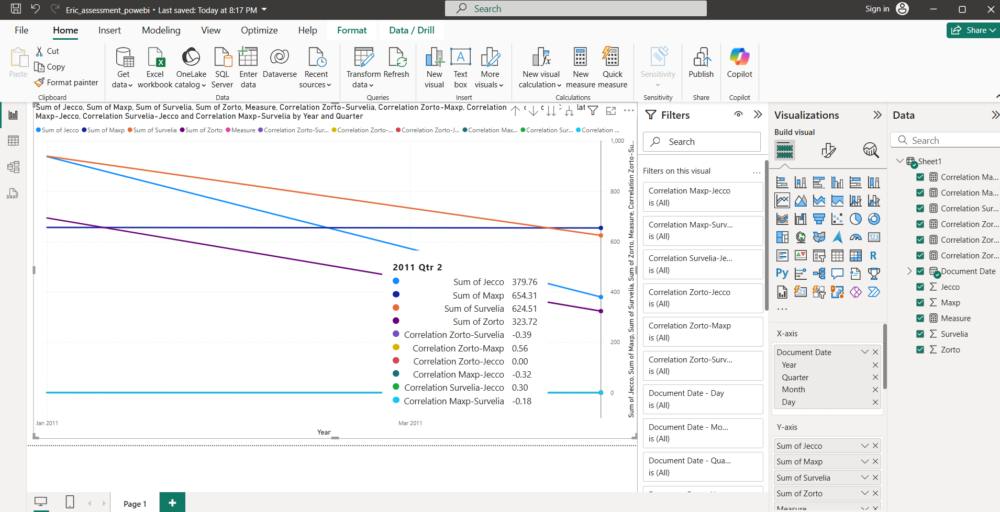 Eric_assessment_powebi • Last saved: Today at 8:17 PM
Search
Sign in
File Home Insert Modeling View Optimize Help Format Data / Drill
Share
Paste
Cut
Copy
Format painter
Clipboard
Get data
Excel workbook
OneLake catalog
SQL Server
Enter data
Dataverse
Recent sources
Data
Transform data
Refresh
Queries
New visual
Text box
More visuals
Insert
New visual calculation
New measure
Quick measure
Calculations
Sensitivity
Sensitivity
Publish
Share
Copilot
Copilot
Sum of Jecco, Sum of Maxp, Sum of Survelia, Sum of Zorto, Measure, Correlation Zorto-Survelia, Correlation Zorto-Maxp, Correlation
Maxp-Jecco, Correlation Survelia-Jecco and Correlation Maxp-Survelia by Year and Quarter
Sum of Jecco Sum of Maxp Sum of Survelia Sum of Zorto Measure Correlation Zorto-Sur... Correlation Zorto-... Correlation Zorto-J... Correlation Max... Correlation Sur... Correlation ...
1,000
800
600
400
200
0
Sum of Jecco, Sum of Maxp, Sum of Survelia, Sum of Zorto, Measure, Correlation Zorto-Su...
2011 Qtr 2
Sum of Jecco 379.76
Sum of Maxp 654.31
Sum of Survelia 624.51
Sum of Zorto 323.72
Correlation Zorto-Survelia -0.39
Correlation Zorto-Maxp 0.56
Correlation Zorto-Jecco 0.00
Correlation Maxp-Jecco -0.32
Correlation Survelia-Jecco 0.30
Correlation Maxp-Survelia -0.18
Jan 2011 Mar 2011
Year
Page 1
Filters
Search
Filters on this visual
...
Correlation Maxp-Jecco
is (All)
Correlation Maxp-Surv...
is (All)
Correlation Survelia-Je...
is (All)
Correlation Zorto-Jecco
is (All)
Correlation Zorto-Maxp
is (All)
Correlation Zorto-Surv...
is (All)
Document Date - Day
is (All)
Document Date - Mo...
is (All)
Document Date - Qua...
is (All)
Visualizations
Build visual
123
R
Py
123
...
X-axis
Document Date
Year
Quarter
Month
Day
Y-axis
Sum of Jecco
Sum of Maxp
Sum of Survelia
Sum of Zorto
Measure
Data
Search
Sheet1
Correlation Ma...
Correlation Ma...
Correlation Sur...
Correlation Zor...
Correlation Zor...
Correlation Zor...
Document Date
Jecco
Maxp
Measure
Survelia
Zorto
DAX